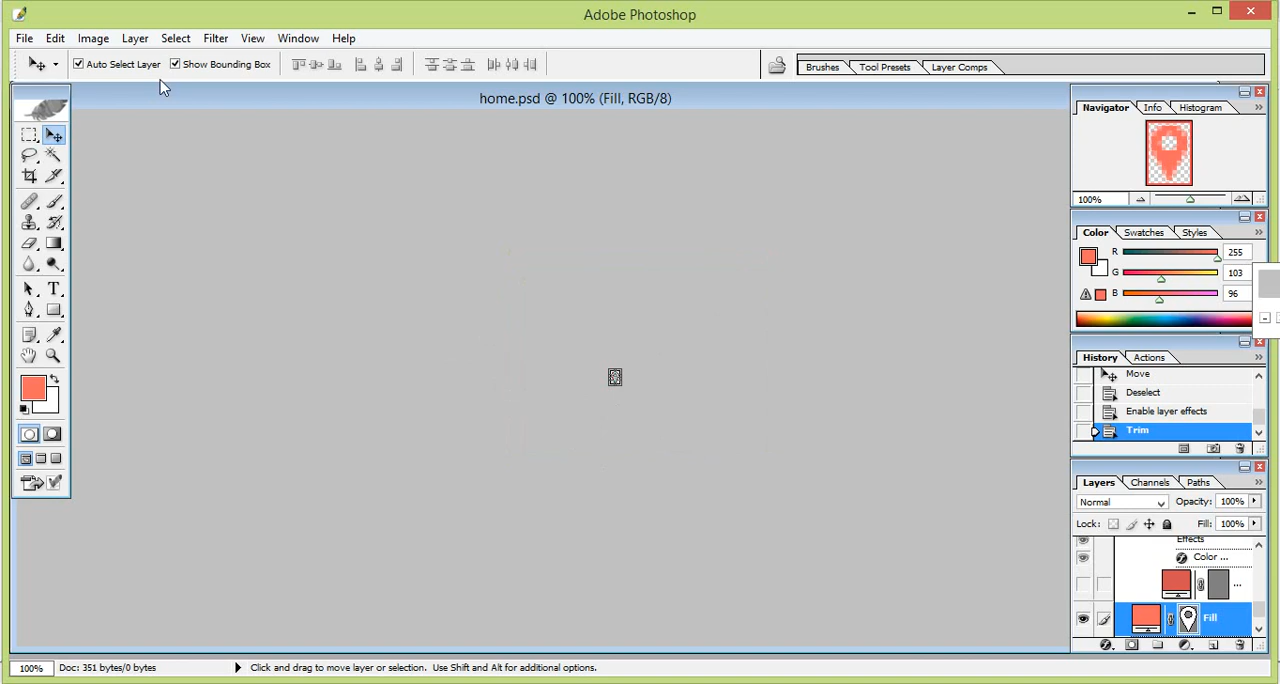 Adobe Photoshop
File Edit Image Layer Select Filter View Window Help
Auto Select Layer Show Bounding Box Brushes Tool Presets Layer Comps
home.psd @ 100% (Fill, RGB/8)
Navigator Info Histogram
100%
Color Swatches Styles
R 255
G 103
B 96
History Actions
Move
Deselect
Enable layer effects
Trim
Layers Channels Paths
Normal Opacity: 100%
Lock: Fill: 100%
Effects
Color ...
...
Fill
100% Doc: 351 bytes/0 bytes Click and drag to move layer or selection. Use Shift and Alt for additional options.